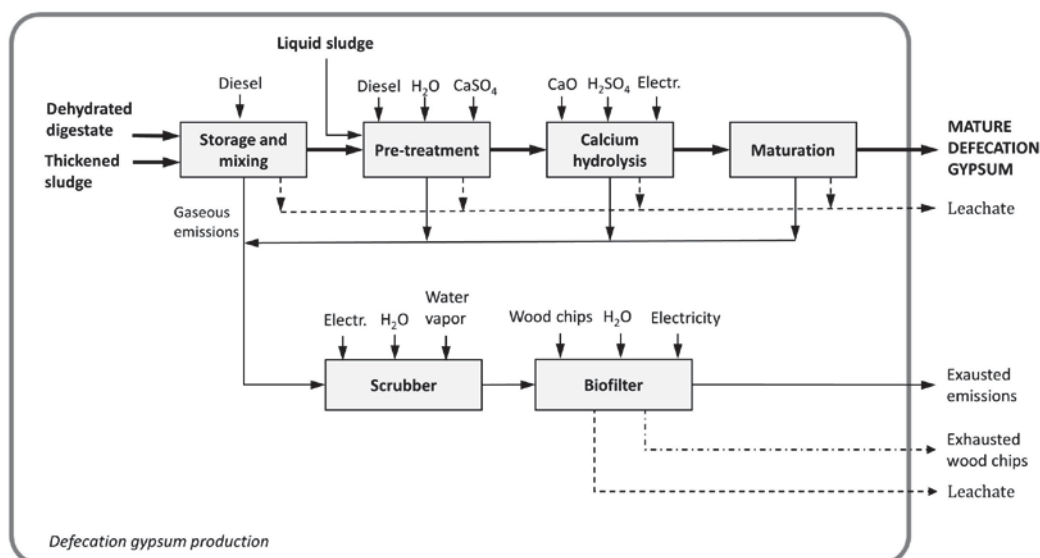 Liquid sludge
Diesel
Diesel H₂O CaSO₄
CaO H₂SO₄ Electr.
Dehydrated
digestate
Thickened
sludge
Storage and
mixing
Pre-treatment
Calcium
hydrolysis
Maturation
MATURE
DEFECATION
GYPSUM
Leachate
Gaseous
emissions
Electr. H₂O Water
vapor
Wood chips H₂O Electricity
Scrubber
Biofilter
Exausted
emissions
Exhausted
wood chips
Leachate
Defecation gypsum production